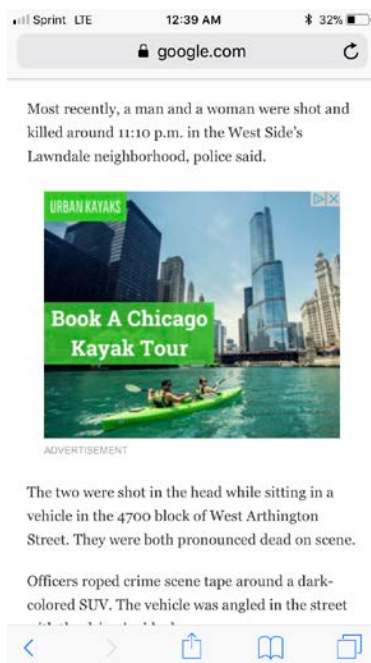 Sprint LTE 12:39 AM 32%
google.com
Most recently, a man and a woman were shot and
killed around 11:10 p.m. in the West Side's
Lawndale neighborhood, police said.
URBAN KAYAKS
Book A Chicago
Kayak Tour
ADVERTISEMENT
The two were shot in the head while sitting in a
vehicle in the 4700 block of West Arthington
Street. They were both pronounced dead on scene.
Officers roped crime scene tape around a dark-
colored SUV. The vehicle was angled in the street